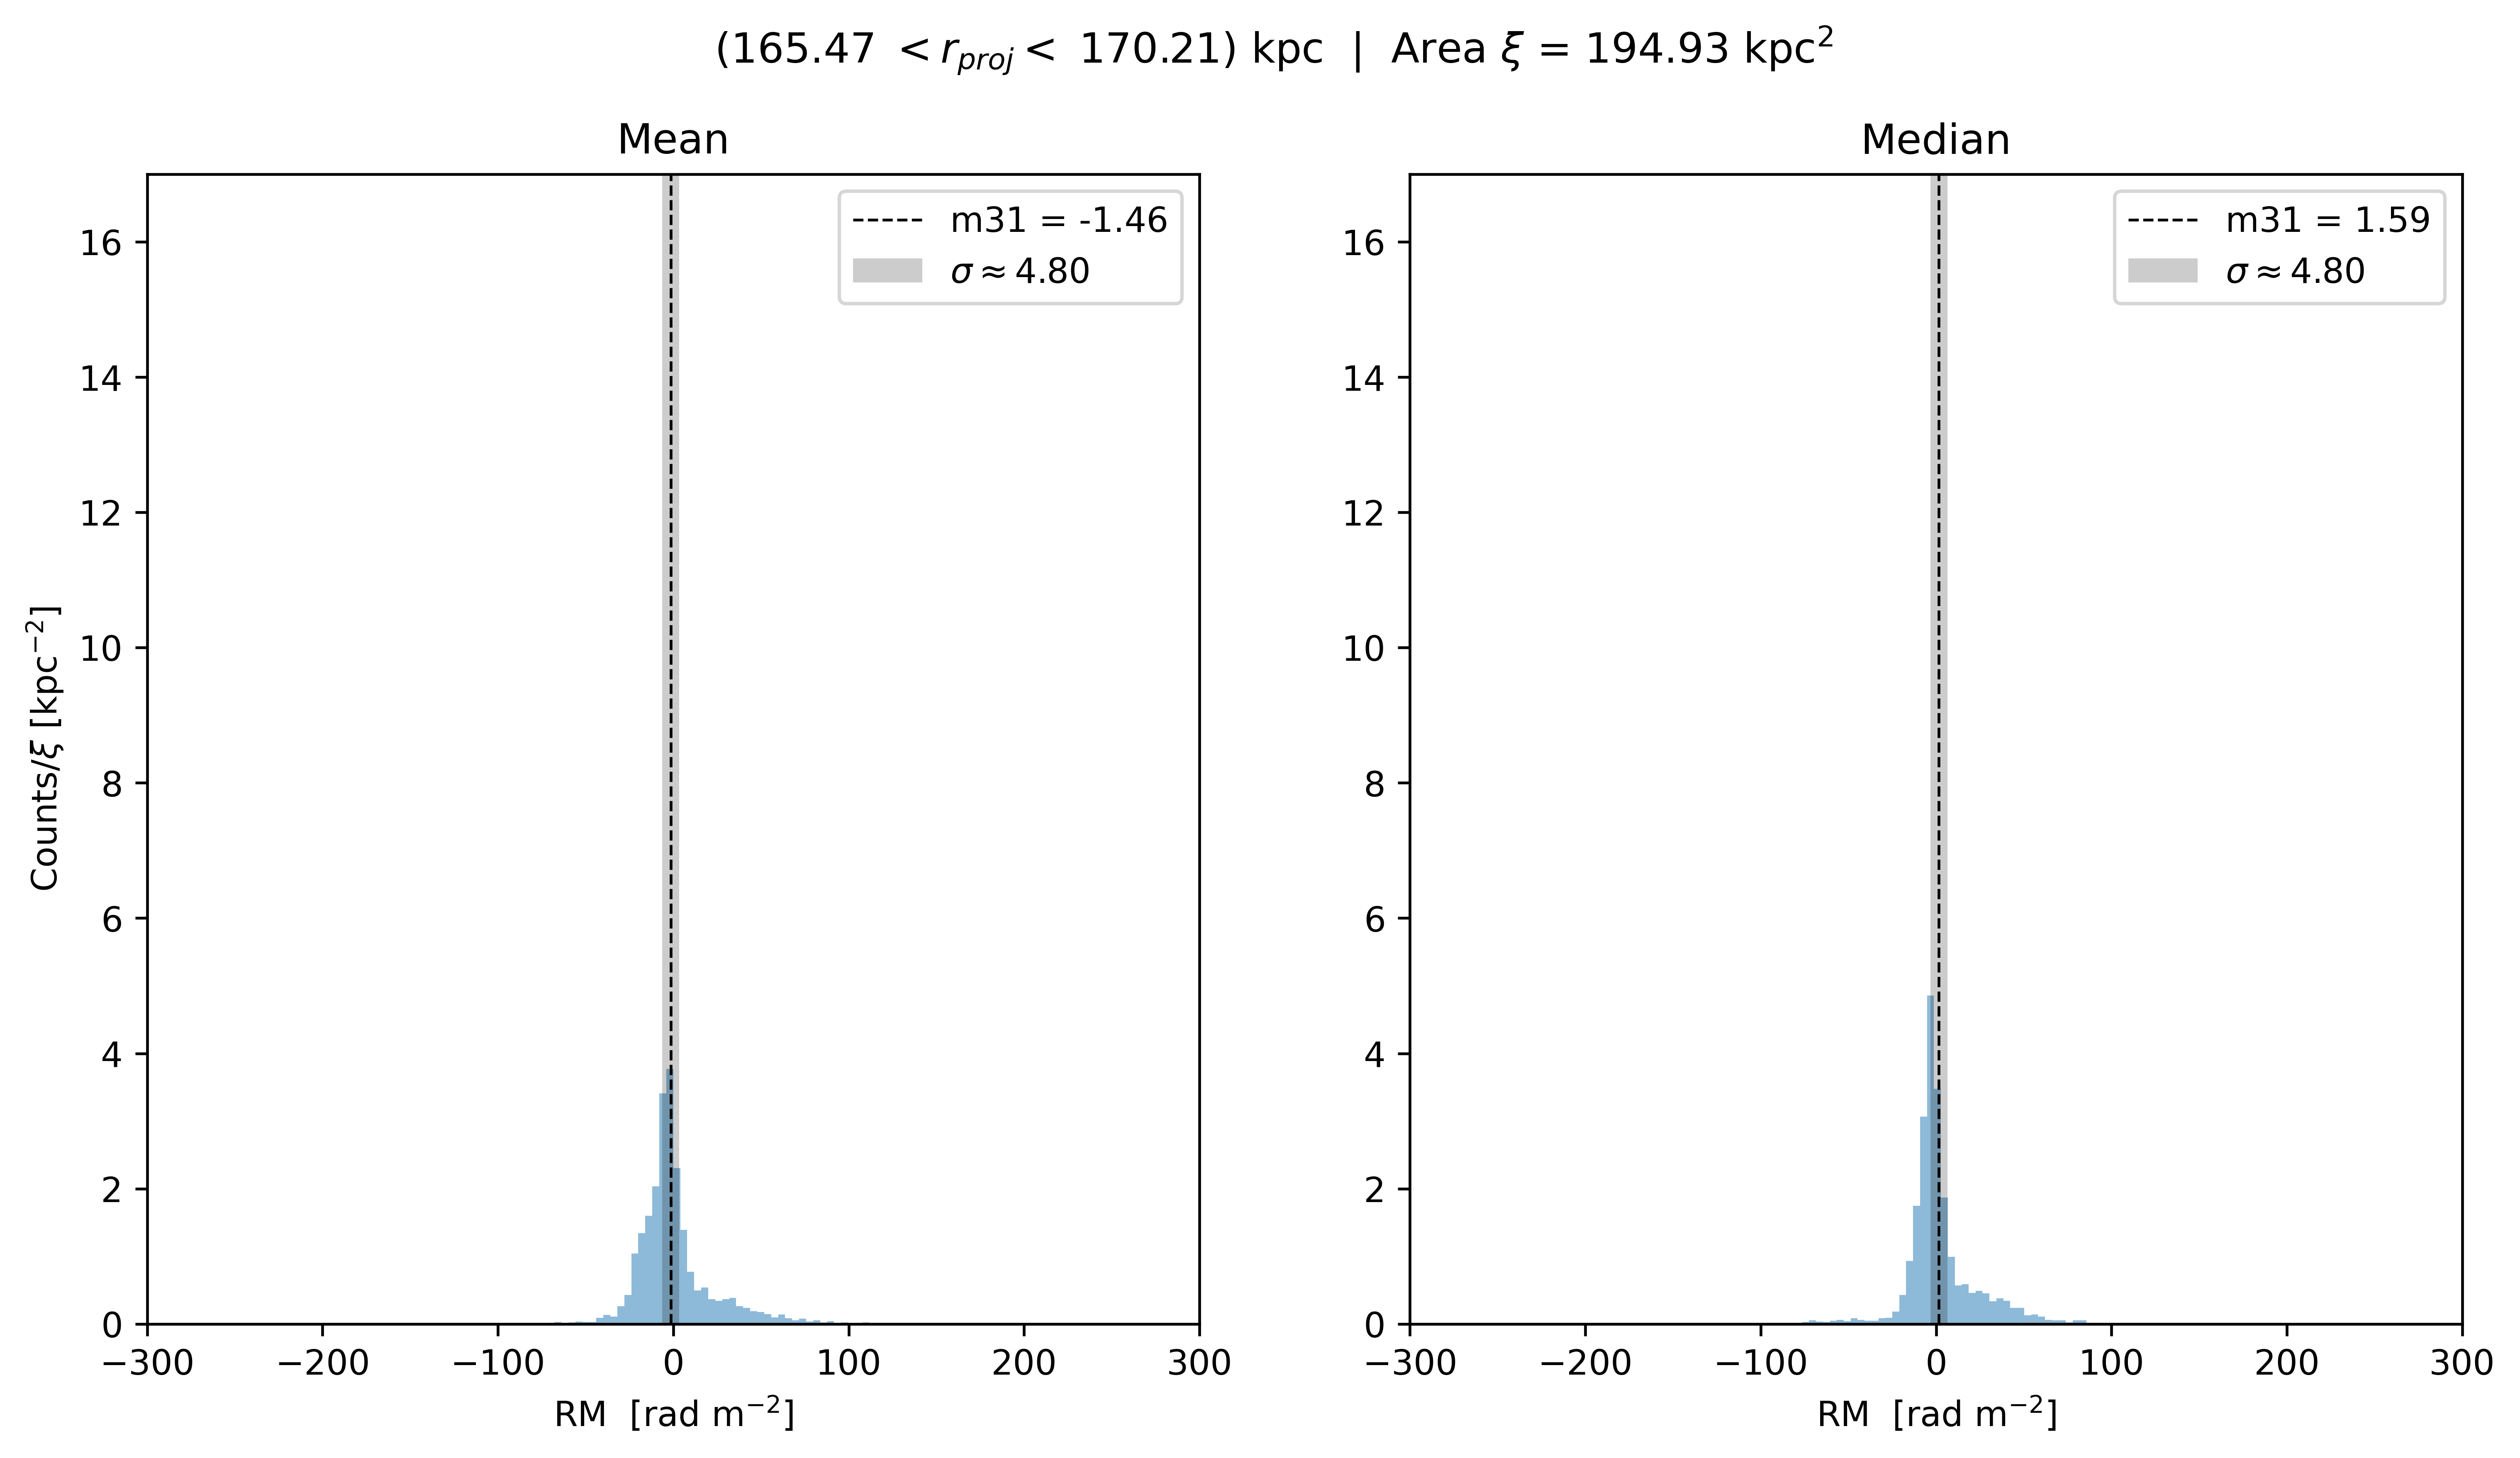 (165.47 < r_proj < 170.21) kpc | Area ξ = 194.93 kpc²
Mean
m31 = -1.46
σ ≈ 4.80
16
14
12
10
8
6
4
2
0
Counts/ξ [kpc⁻²]
−300 −200 −100 0 100 200 300
RM [rad m⁻²]
Median
m31 = 1.59
σ ≈ 4.80
16
14
12
10
8
6
4
2
0
−300 −200 −100 0 100 200 300
RM [rad m⁻²]